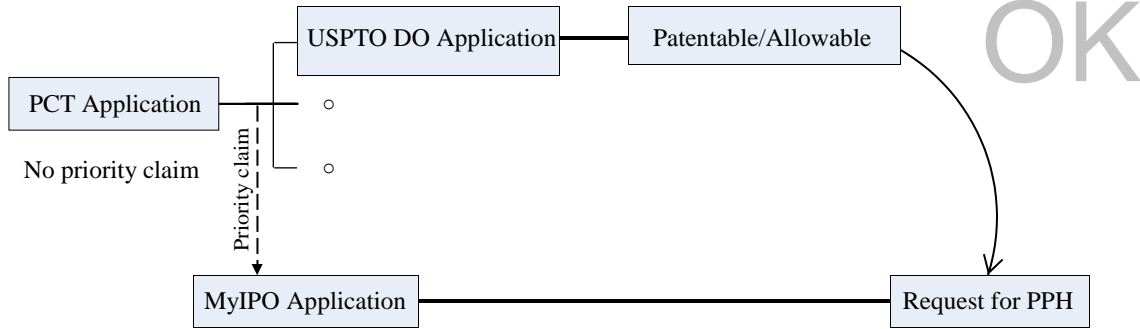 OK
USPTO DO Application
Patentable/Allowable
PCT Application
No priority claim
Priority claim
MyIPO Application
Request for PPH